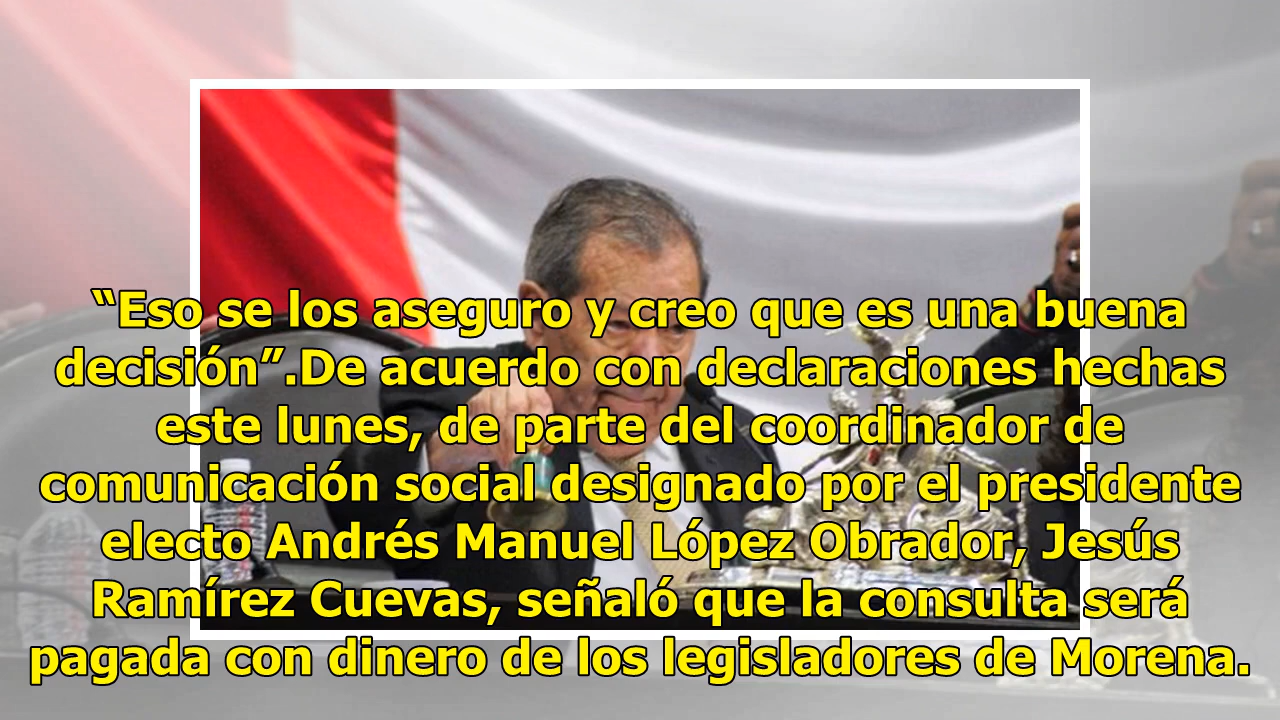 “Eso se los aseguro y creo que es una buena
decisión”.De acuerdo con declaraciones hechas
este lunes, de parte del coordinador de
comunicación social designado por el presidente
electo Andrés Manuel López Obrador, Jesús
Ramírez Cuevas, señaló que la consulta será
pagada con dinero de los legisladores de Morena.